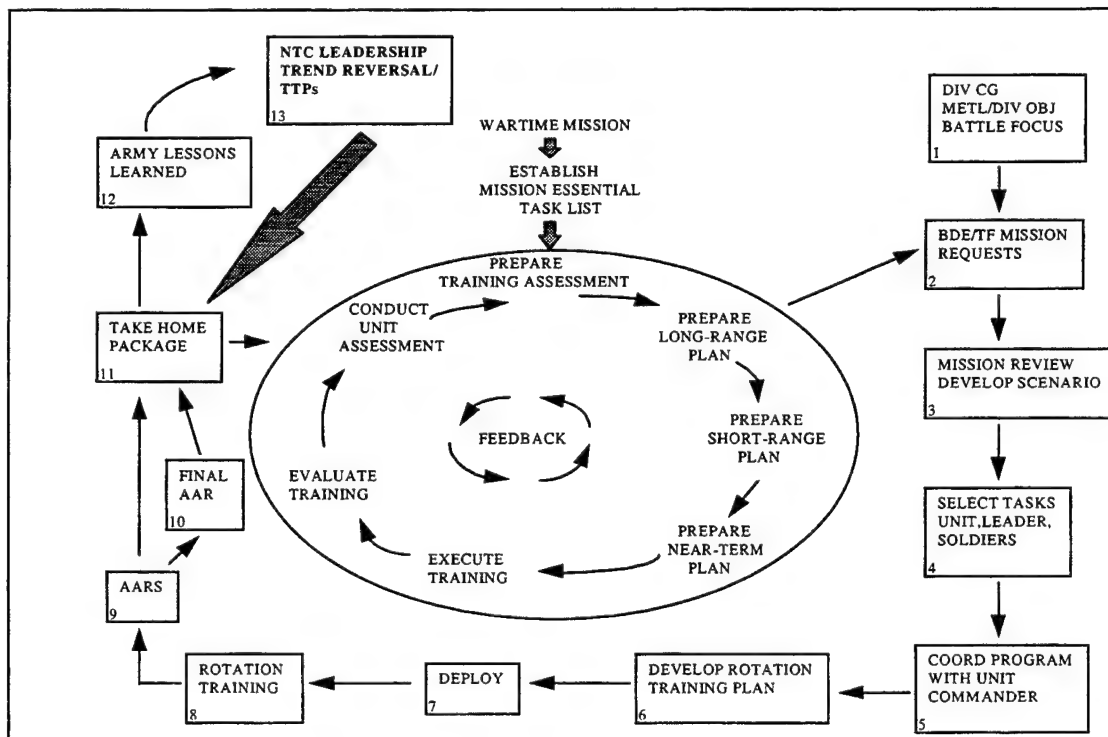 NTC LEADERSHIP
TREND REVERSAL/
TTPs
13
ARMY LESSONS
LEARNED
12
WARTIME MISSION
ESTABLISH
MISSION ESSENTIAL
TASK LIST
DIV CG
METL/DIV OBJ
BATTLE FOCUS
1
BDE/TF MISSION
REQUESTS
2
PREPARE
TRAINING ASSESSMENT
CONDUCT
UNIT
ASSESSMENT
PREPARE
LONG-RANGE
PLAN
TAKE HOME
PACKAGE
11
MISSION REVIEW
DEVELOP SCENARIO
3
PREPARE
SHORT-RANGE
PLAN
FEEDBACK
EVALUATE
TRAINING
FINAL
AAR
10
SELECT TASKS
UNIT,LEADER,
SOLDIERS
4
PREPARE
NEAR-TERM
PLAN
EXECUTE
TRAINING
AARS
9
ROTATION
TRAINING
8
DEPLOY
7
DEVELOP ROTATION
TRAINING PLAN
6
COORD PROGRAM
WITH UNIT
COMMANDER
5